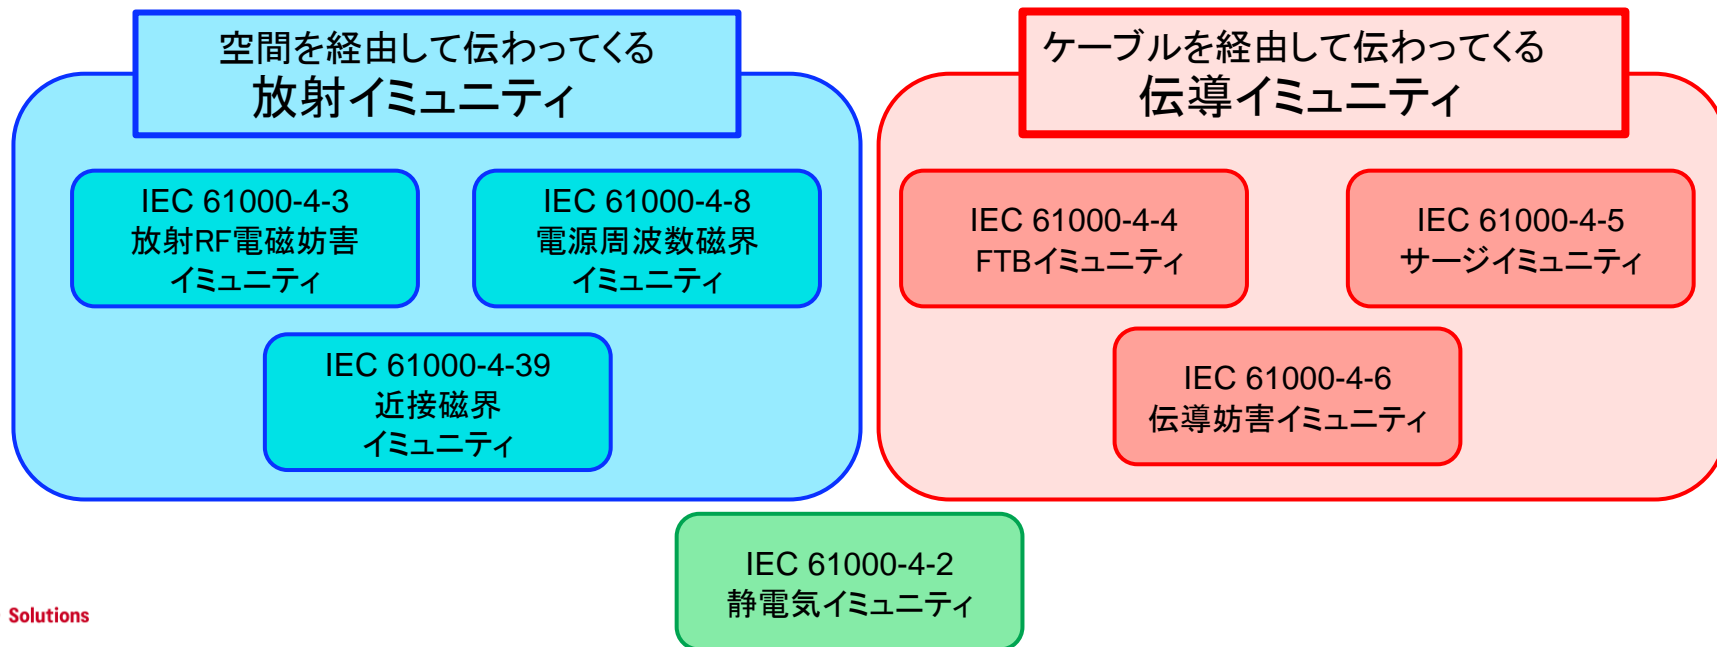 空間を経由して伝わってくる
放射イミュニティ
IEC 61000-4-3
放射RF電磁妨害
イミュニティ
IEC 61000-4-8
電源周波数磁界
イミュニティ
IEC 61000-4-39
近接磁界
イミュニティ
ケーブルを経由して伝わってくる
伝導イミュニティ
IEC 61000-4-4
FTBイミュニティ
IEC 61000-4-5
サージイミュニティ
IEC 61000-4-6
伝導妨害イミュニティ
IEC 61000-4-2
静電気イミュニティ
Solutions